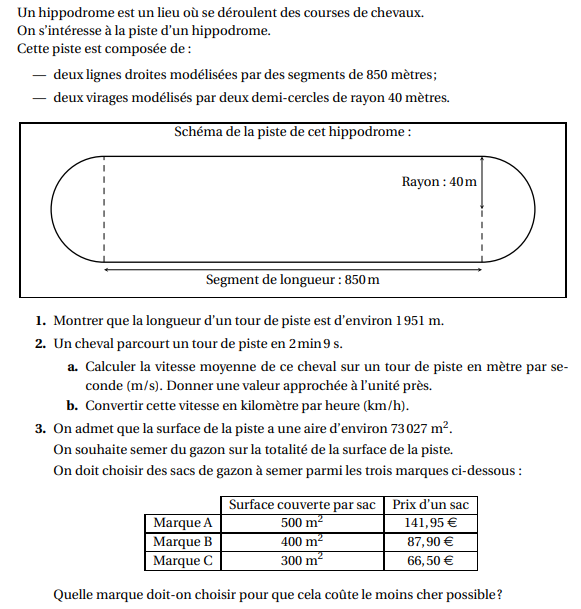 Un hippodrome est un lieu où se déroulent des courses de chevaux.
On s'intéresse à la piste d'un hippodrome.
Cette piste est composée de :
— deux lignes droites modélisées par des segments de 850 mètres;
— deux virages modélisés par deux demi-cercles de rayon 40 mètres.
Schéma de la piste de cet hippodrome :
Rayon : 40 m
Segment de longueur : 850 m
1. Montrer que la longueur d'un tour de piste est d'environ 1 951 m.
2. Un cheval parcourt un tour de piste en 2 min 9 s.
a. Calculer la vitesse moyenne de ce cheval sur un tour de piste en mètre par se-
conde (m/s). Donner une valeur approchée à l'unité près.
b. Convertir cette vitesse en kilomètre par heure (km/h).
3. On admet que la surface de la piste a une aire d'environ 73 027 m².
On souhaite semer du gazon sur la totalité de la surface de la piste.
On doit choisir des sacs de gazon à semer parmi les trois marques ci-dessous :
Surface couverte par sac Prix d'un sac
Marque A 500 m² 141,95 €
Marque B 400 m² 87,90 €
Marque C 300 m² 66,50 €
Quelle marque doit-on choisir pour que cela coûte le moins cher possible?